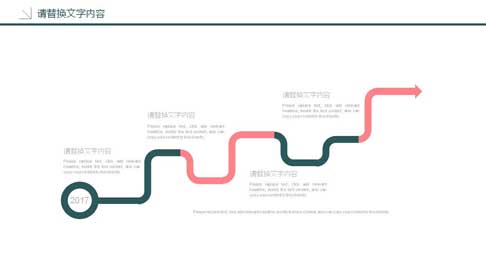 请替换文字内容
请替换文字内容
Please replace text, click add relevant
headline, modify the text content, also can
copy your content to this directly.
请替换文字内容
Please replace text, click add relevant
headline, modify the text content, also can
copy your content to this directly.
请替换文字内容
Please replace text, click add relevant
headline, modify the text content, also can
copy your content to this directly.
请替换文字内容
Please replace text, click add relevant
headline, modify the text content, also can
copy your content to this directly.
2017
Please replace text, click add relevant headline, modify the text content, also can copy your content to this directly.